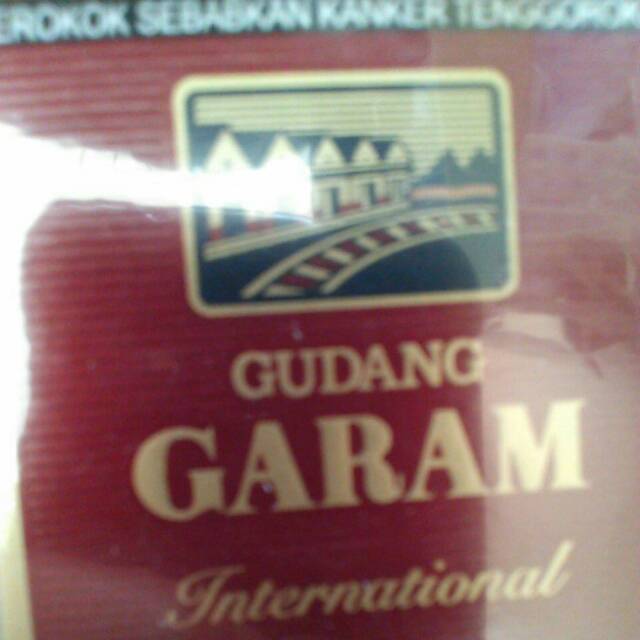 EROKOK SEBABKAN KANKER TENGGOROK
GUDANG
GARAM
International